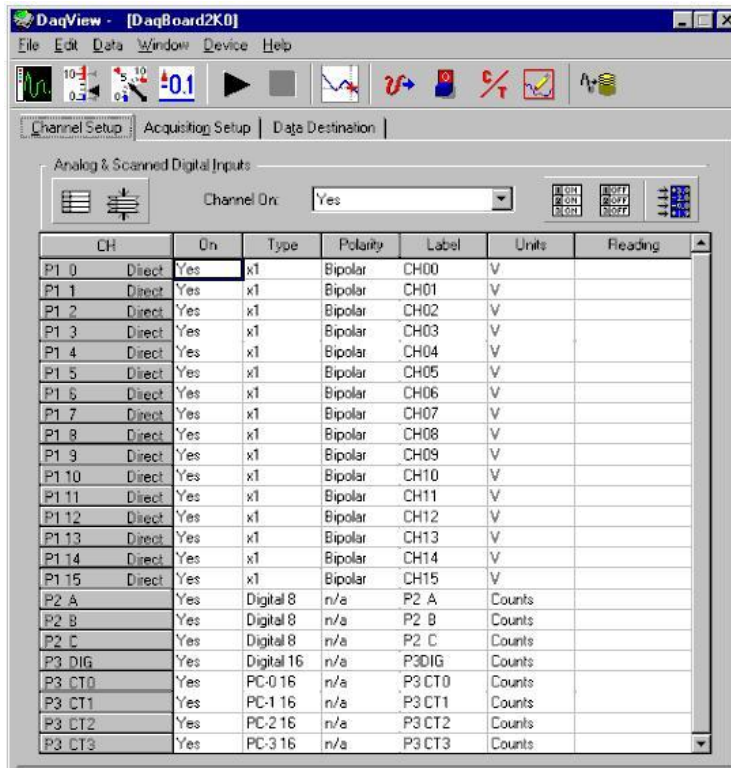 DaqView - [DaqBoard2K0]
File Edit Data Window Device Help
Channel Setup Acquisition Setup Data Destination
Analog & Scanned Digital Inputs
Channel On: Yes
CH On Type Polarity Label Units Reading
P1 0 Direct Yes x1 Bipolar CH00 V
P1 1 Direct Yes x1 Bipolar CH01 V
P1 2 Direct Yes x1 Bipolar CH02 V
P1 3 Direct Yes x1 Bipolar CH03 V
P1 4 Direct Yes x1 Bipolar CH04 V
P1 5 Direct Yes x1 Bipolar CH05 V
P1 6 Direct Yes x1 Bipolar CH06 V
P1 7 Direct Yes x1 Bipolar CH07 V
P1 8 Direct Yes x1 Bipolar CH08 V
P1 9 Direct Yes x1 Bipolar CH09 V
P1 10 Direct Yes x1 Bipolar CH10 V
P1 11 Direct Yes x1 Bipolar CH11 V
P1 12 Direct Yes x1 Bipolar CH12 V
P1 13 Direct Yes x1 Bipolar CH13 V
P1 14 Direct Yes x1 Bipolar CH14 V
P1 15 Direct Yes x1 Bipolar CH15 V
P2 A Yes Digital 8 n/a P2 A Counts
P2 B Yes Digital 8 n/a P2 B Counts
P2 C Yes Digital 8 n/a P2 C Counts
P3 DIG Yes Digital 16 n/a P3DIG Counts
P3 CT0 Yes PC-0 16 n/a P3 CT0 Counts
P3 CT1 Yes PC-1 16 n/a P3 CT1 Counts
P3 CT2 Yes PC-2 16 n/a P3 CT2 Counts
P3 CT3 Yes PC-3 16 n/a P3 CT3 Counts